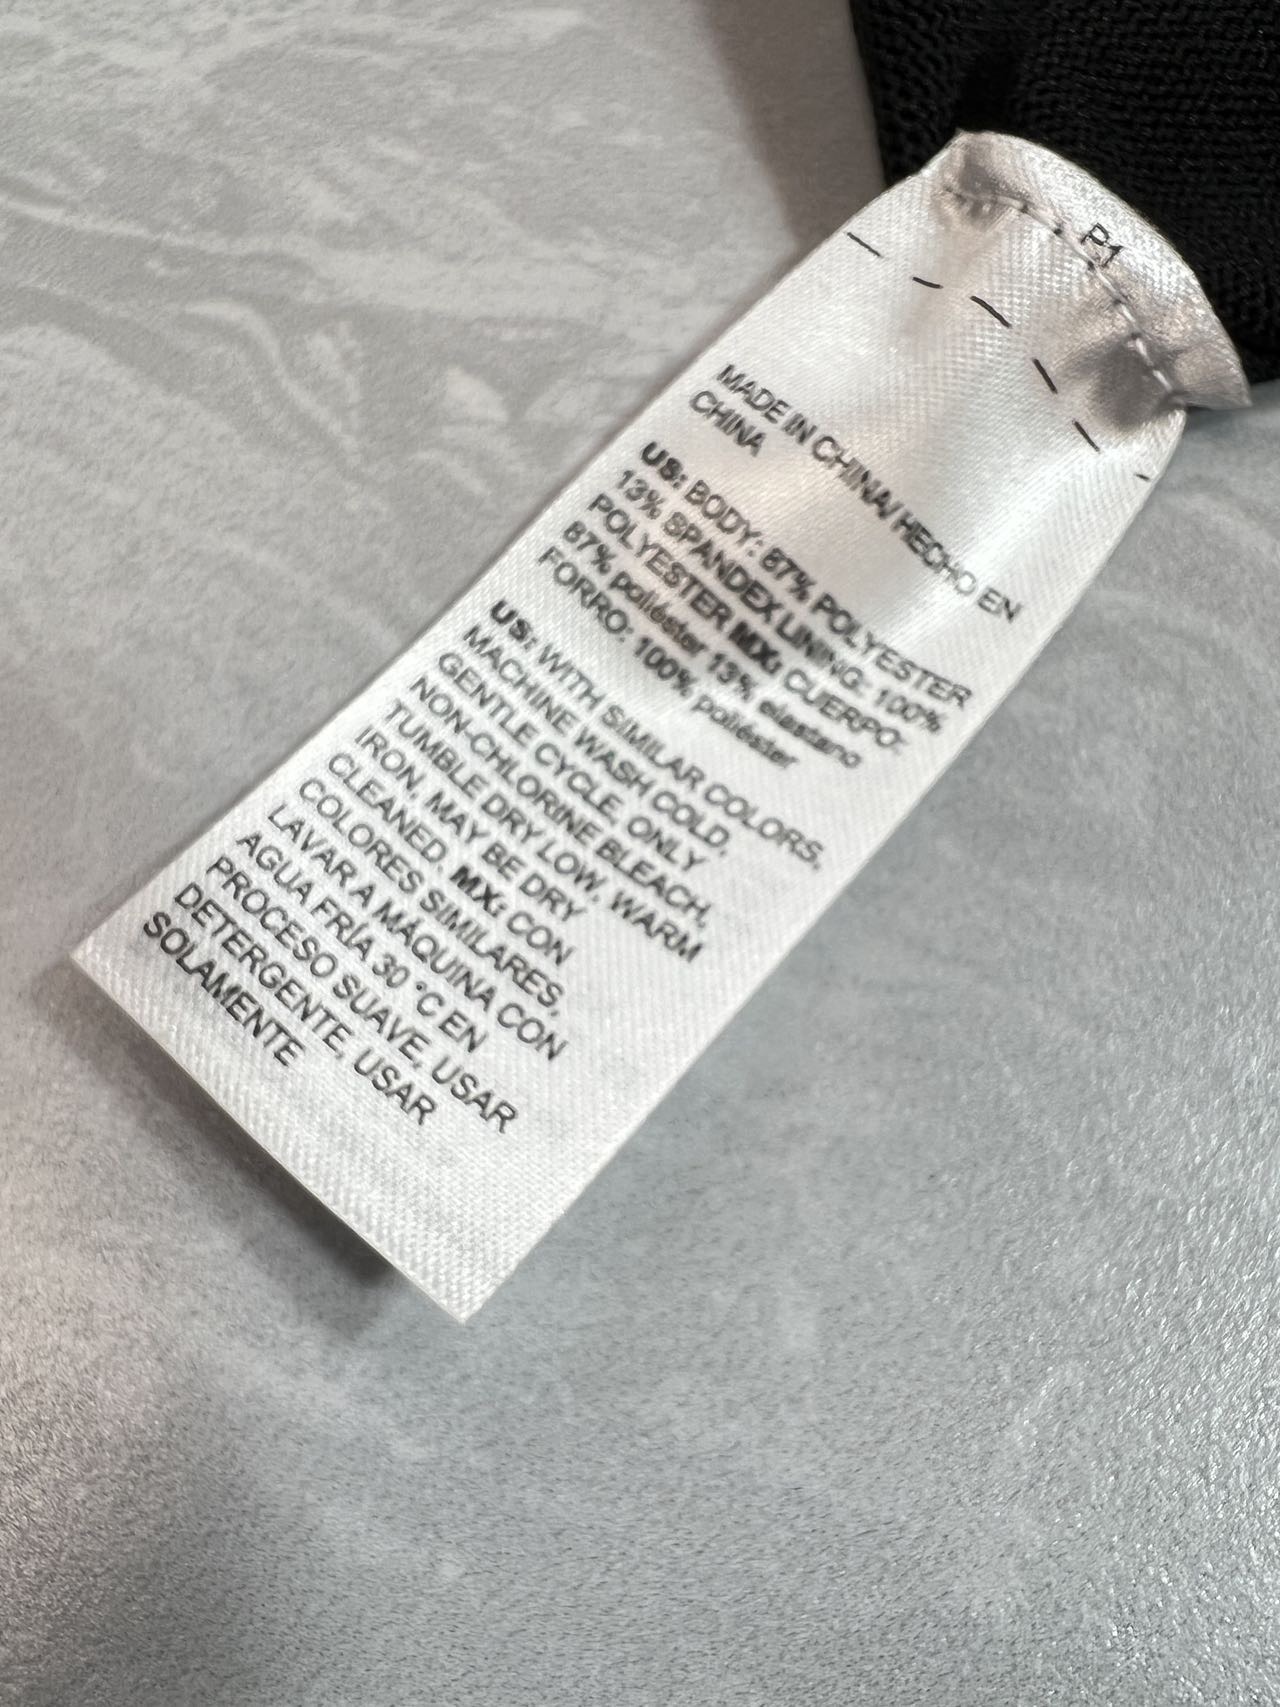 P1
MADE IN CHINA/ HECHO EN
CHINA
US: BODY: 87% POLYESTER
13% SPANDEX LINING: 100%
POLYESTER MX: CUERPO:
87% poliéster 13% elastano
FORRO: 100% poliéster
US: WITH SIMILAR COLORS,
MACHINE WASH COLD,
GENTLE CYCLE, ONLY
NON-CHLORINE BLEACH,
TUMBLE DRY LOW, WARM
IRON, MAY BE DRY
CLEANED. MX: CON
COLORES SIMILARES,
LAVAR A MÁQUINA CON
AGUA FRÍA 30 °C EN
PROCESO SUAVE, USAR
DETERGENTE, USAR
SOLAMENTE